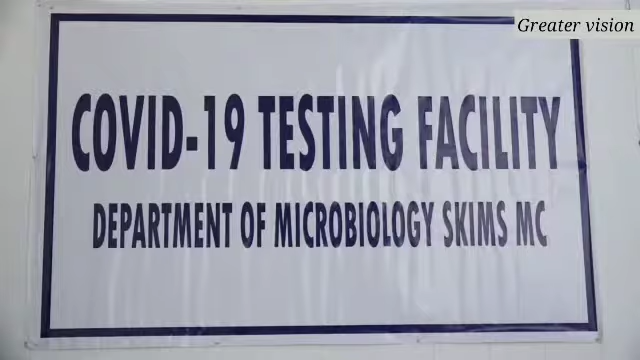 Greater vision
COVID-19 TESTING FACILITY
DEPARTMENT OF MICROBIOLOGY SKIMS MC